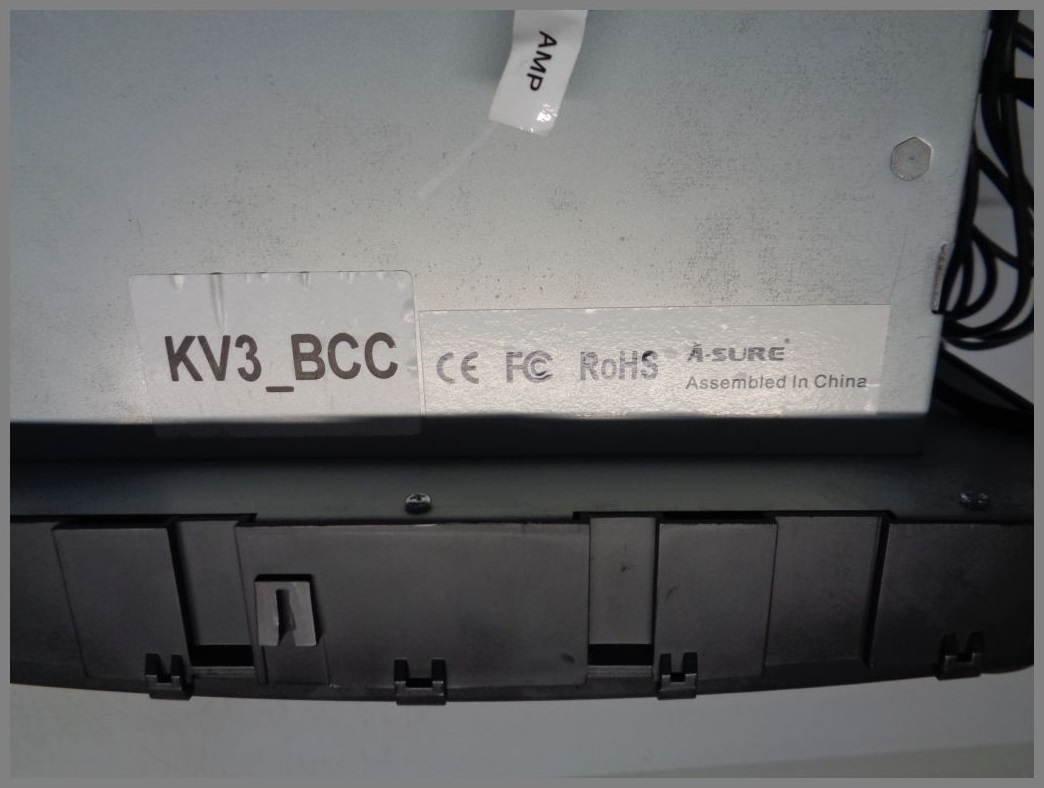 AMP
KV3_BCC
CE FC RoHS A-SURE®
Assembled In China